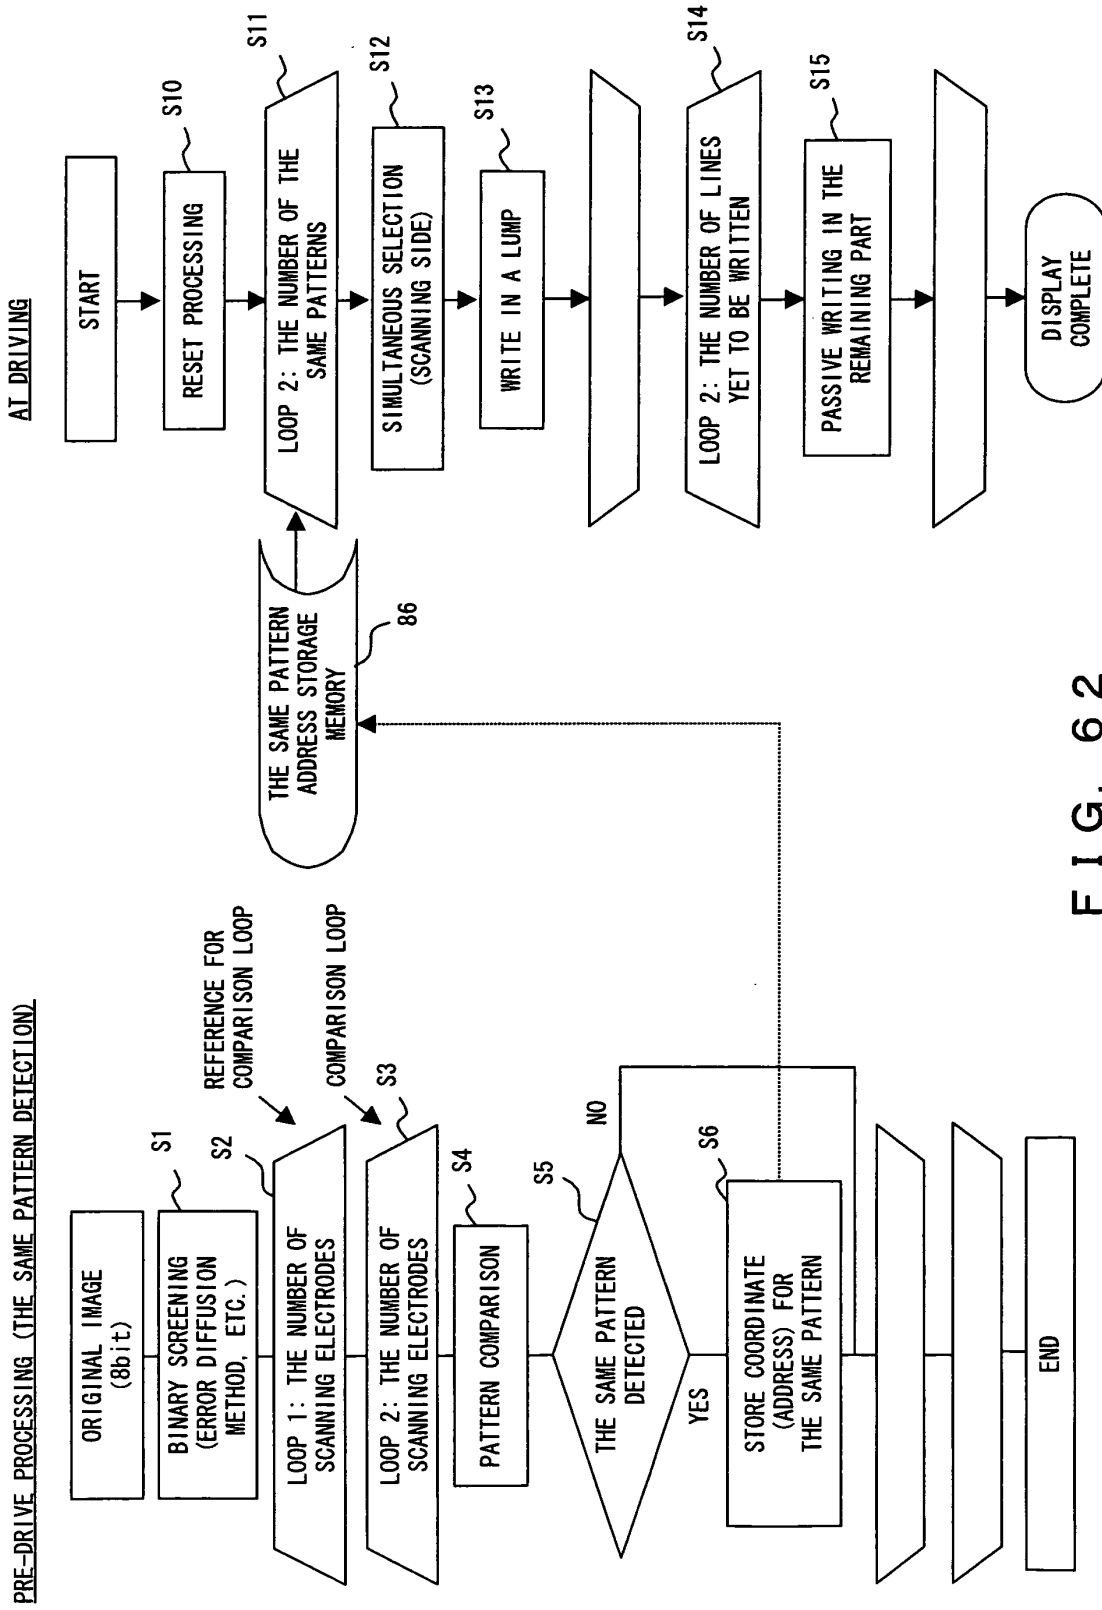 PRE-DRIVE PROCESSING (THE SAME PATTERN DETECTION)
ORIGINAL IMAGE
(8bit)
S1
BINARY SCREENING
(ERROR DIFFUSION
METHOD, ETC.)
S2
REFERENCE FOR
COMPARISON LOOP
LOOP 1: THE NUMBER OF
SCANNING ELECTRODES
COMPARISON LOOP
S3
LOOP 2: THE NUMBER OF
SCANNING ELECTRODES
S4
PATTERN COMPARISON
S5
THE SAME PATTERN
DETECTED
NO
YES
S6
STORE COORDINATE
(ADDRESS) FOR
THE SAME PATTERN
END
THE SAME PATTERN
ADDRESS STORAGE
MEMORY
86
AT DRIVING
START
S10
RESET PROCESSING
S11
LOOP 2: THE NUMBER OF THE
SAME PATTERNS
S12
SIMULTANEOUS SELECTION
(SCANNING SIDE)
S13
WRITE IN A LUMP
S14
LOOP 2: THE NUMBER OF LINES
YET TO BE WRITTEN
S15
PASSIVE WRITING IN THE
REMAINING PART
DISPLAY
COMPLETE
FIG. 62